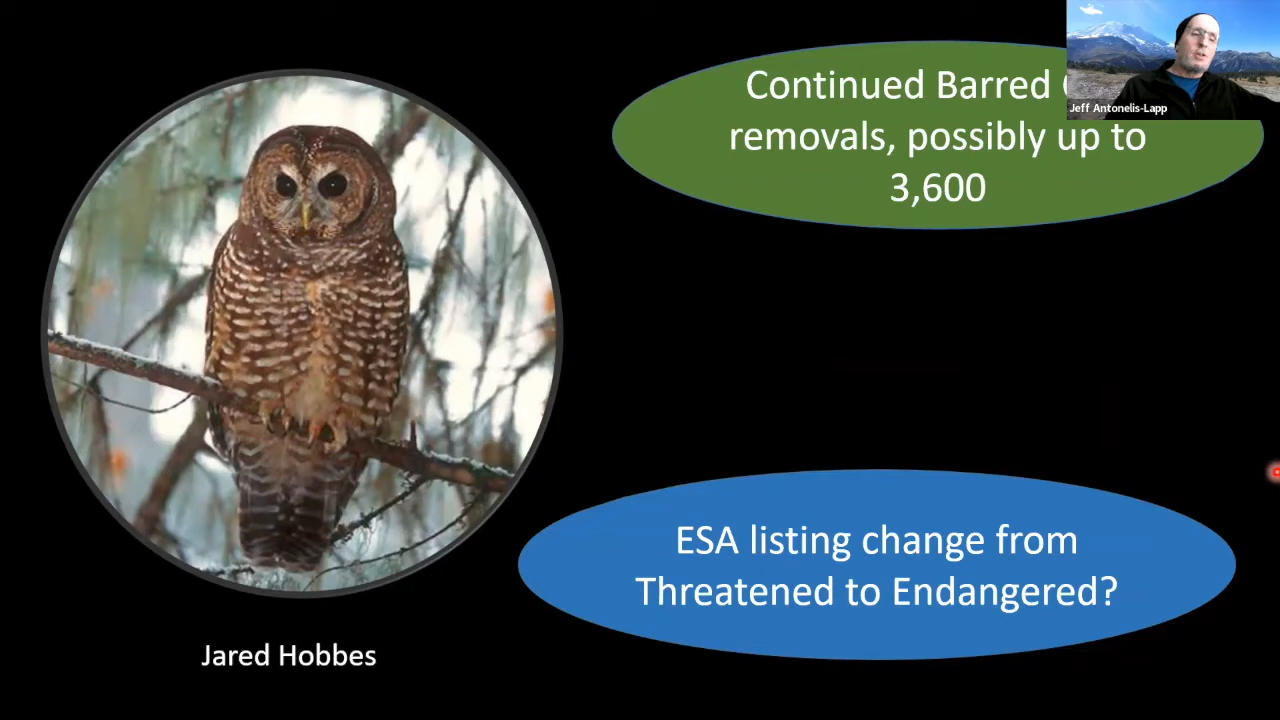 Continued Barred
Jeff Antonelis-Lapp
removals, possibly up to
3,600
ESA listing change from
Threatened to Endangered?
Jared Hobbes